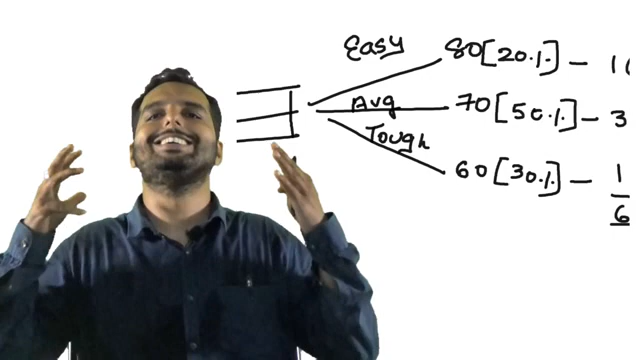 Easy 80 [20%] -
Avg 70 [50%] - 3
Tough 60 [30%] - 1
6